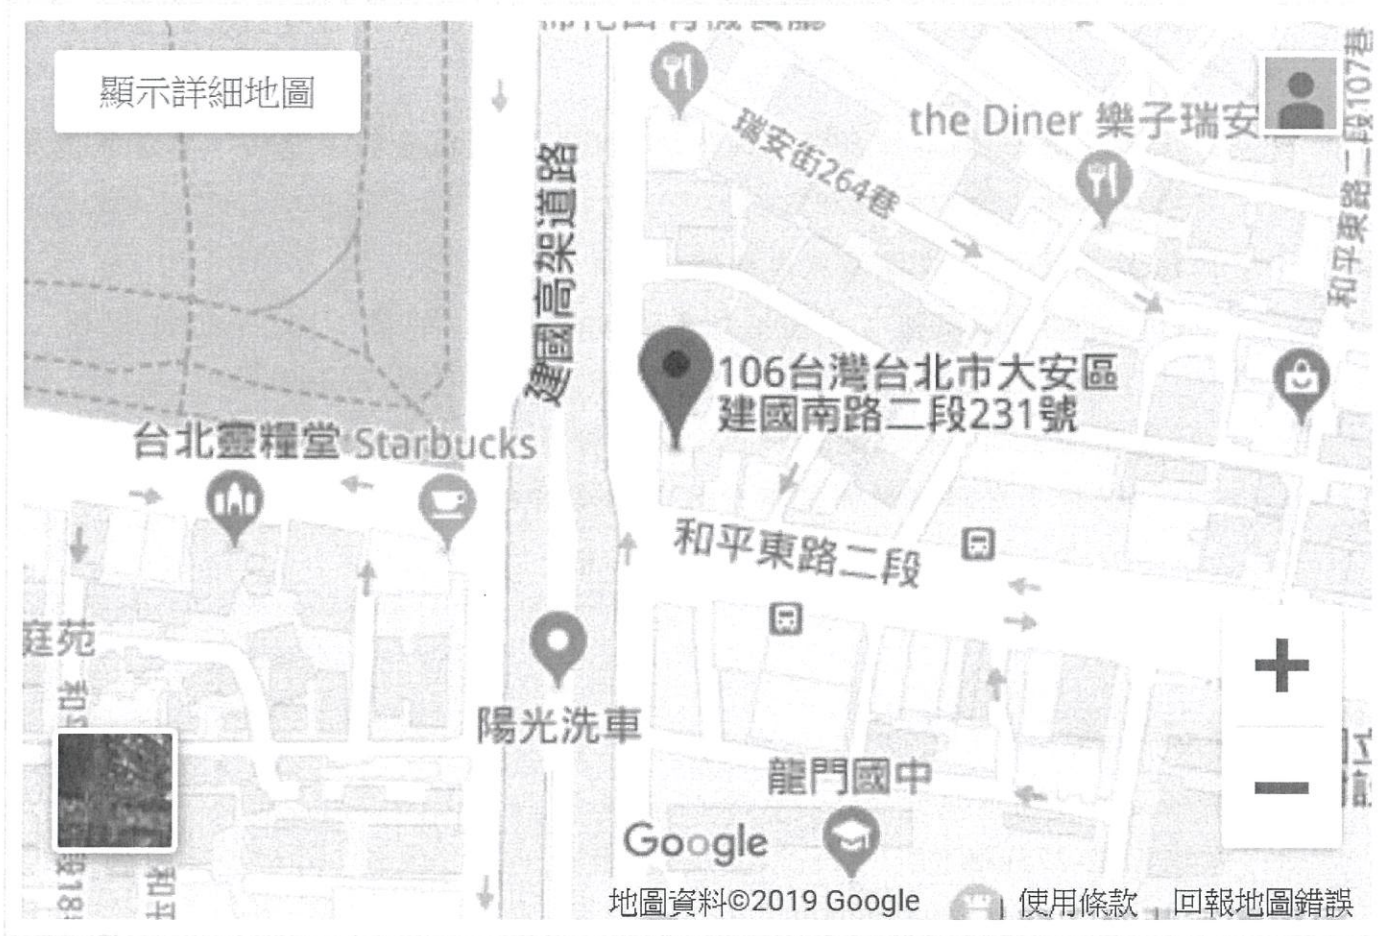 顯示詳細地圖
the Diner 樂子瑞安
瑞安街264巷
和平東路二段107巷
建國高架道路
106台灣台北市大安區
建國南路二段231號
台北靈糧堂 Starbucks
和平東路二段
庭苑
陽光洗車
龍門國中
Google
地圖資料©2019 Google
使用條款
回報地圖錯誤